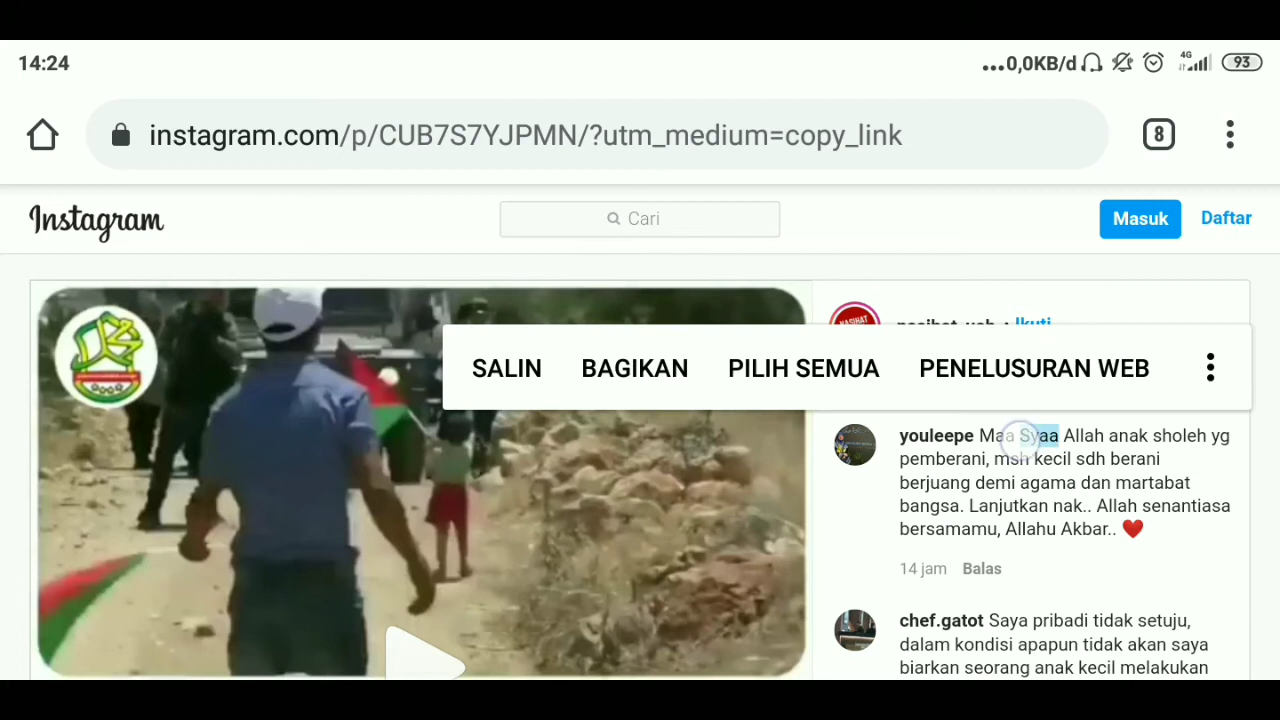 14:24
...0,0KB/d 4G 93
instagram.com/p/CUB7S7YJPMN/?utm_medium=copy_link
8
Instagram
Cari
Masuk Daftar
NASIHAT
Ikuti
SALIN BAGIKAN PILIH SEMUA PENELUSURAN WEB
youleepe Maa Syaa Allah anak sholeh yg
pemberani, msh kecil sdh berani
berjuang demi agama dan martabat
bangsa. Lanjutkan nak.. Allah senantiasa
bersamamu, Allahu Akbar.. ❤️
14 jam Balas
chef.gatot Saya pribadi tidak setuju,
dalam kondisi apapun tidak akan saya
biarkan seorang anak kecil melakukan